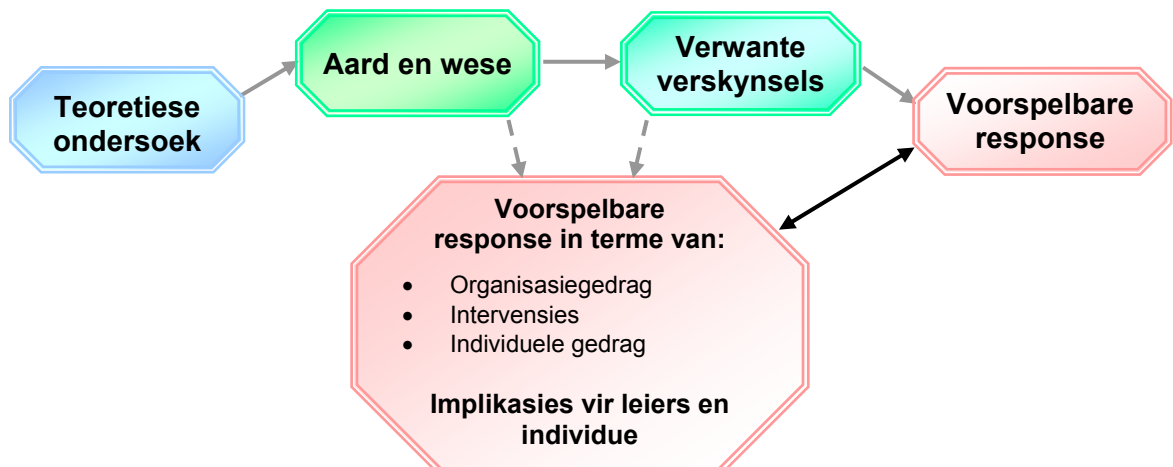 Teoretiese
ondersoek
Aard en wese
Verwante
verskynsels
Voorspelbare
response
Voorspelbare
response in terme van:
• Organisasiegedrag
• Intervensies
• Individuele gedrag
Implikasies vir leiers en
individue